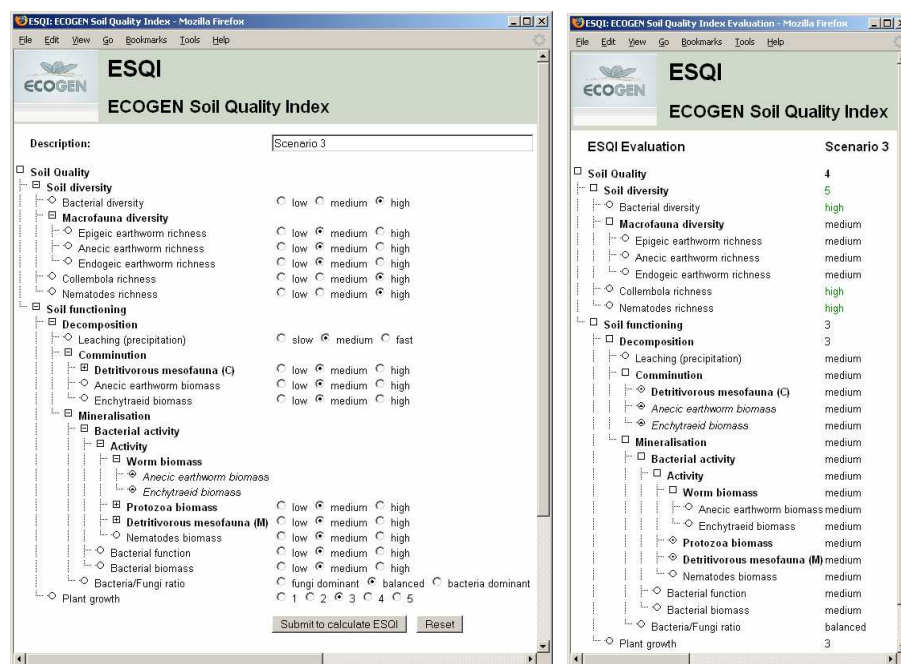 ESQI: ECOGEN Soil Quality Index - Mozilla Firefox
File Edit View Go Bookmarks Tools Help
ECOGEN
ESQI
ECOGEN Soil Quality Index
Description: Scenario 3
Soil Quality
Soil diversity
Bacterial diversity low medium high
Macrofauna diversity
Epigeic earthworm richness low medium high
Anecic earthworm richness low medium high
Endogeic earthworm richness low medium high
Collembola richness low medium high
Nematodes richness low medium high
Soil functioning
Decomposition
Leaching (precipitation) slow medium fast
Comminution
Detritivorous mesofauna (C) low medium high
Anecic earthworm biomass low medium high
Enchytraeid biomass low medium high
Mineralisation
Bacterial activity
Activity
Worm biomass
Anecic earthworm biomass
Enchytraeid biomass
Protozoa biomass low medium high
Detritivorous mesofauna (M) low medium high
Nematodes biomass low medium high
Bacterial function low medium high
Bacterial biomass low medium high
Bacteria/Fungi ratio fungi dominant balanced bacteria dominant
Plant growth 1 2 3 4 5
Submit to calculate ESQI Reset
ESQI: ECOGEN Soil Quality Index Evaluation - Mozilla Firefox
File Edit View Go Bookmarks Tools Help
ECOGEN
ESQI
ECOGEN Soil Quality Index
ESQI Evaluation Scenario 3
Soil Quality 4
Soil diversity 5
Bacterial diversity high
Macrofauna diversity medium
Epigeic earthworm richness medium
Anecic earthworm richness medium
Endogeic earthworm richness medium
Collembola richness high
Nematodes richness high
Soil functioning 3
Decomposition 3
Leaching (precipitation) medium
Comminution medium
Detritivorous mesofauna (C) medium
Anecic earthworm biomass medium
Enchytraeid biomass medium
Mineralisation medium
Bacterial activity medium
Activity medium
Worm biomass medium
Anecic earthworm biomass medium
Enchytraeid biomass medium
Protozoa biomass medium
Detritivorous mesofauna (M) medium
Nematodes biomass medium
Bacterial function medium
Bacterial biomass medium
Bacteria/Fungi ratio balanced
Plant growth 3